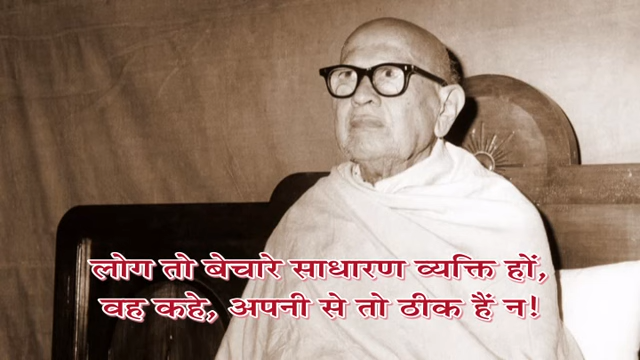 लोग तो बेचारे साधारण व्यक्ति हों,
वह कहे, अपनी से तो ठीक हैं न!